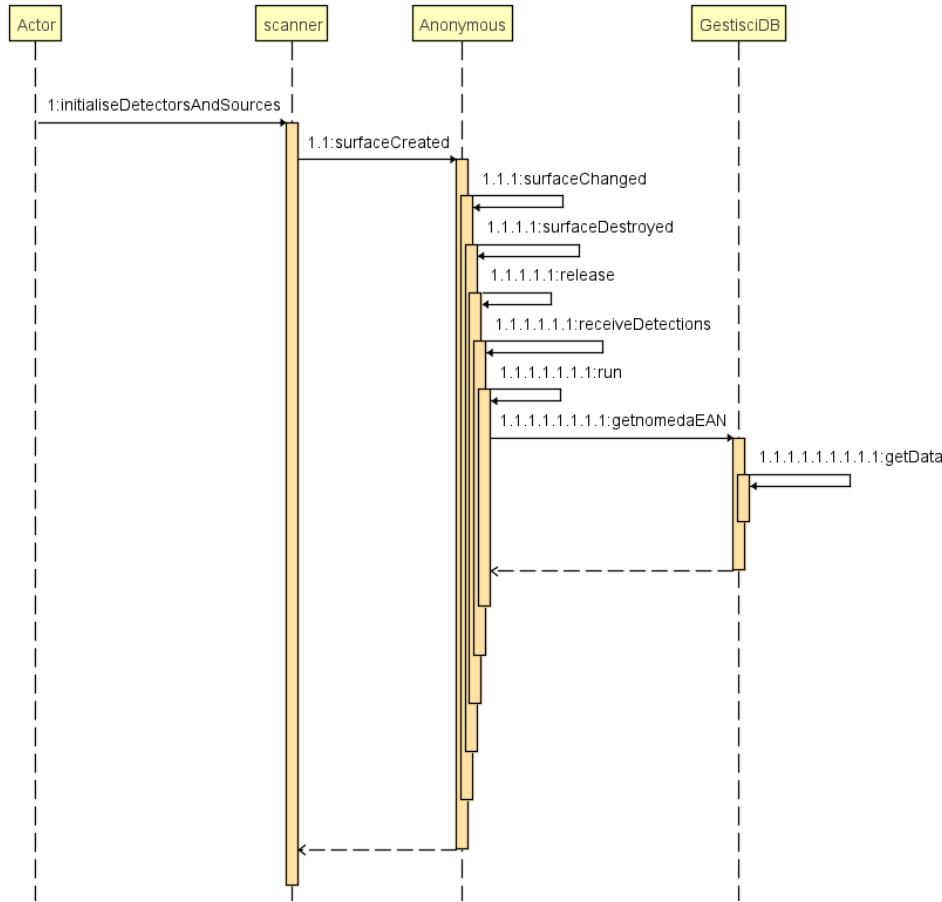 Actor
scanner
Anonymous
GestisciDB
1:initialiseDetectorsAndSources
1.1:surfaceCreated
1.1.1:surfaceChanged
1.1.1.1:surfaceDestroyed
1.1.1.1.1:release
1.1.1.1.1.1:receiveDetections
1.1.1.1.1.1.1:run
1.1.1.1.1.1.1.1:getnomedaEAN
1.1.1.1.1.1.1.1.1:getData